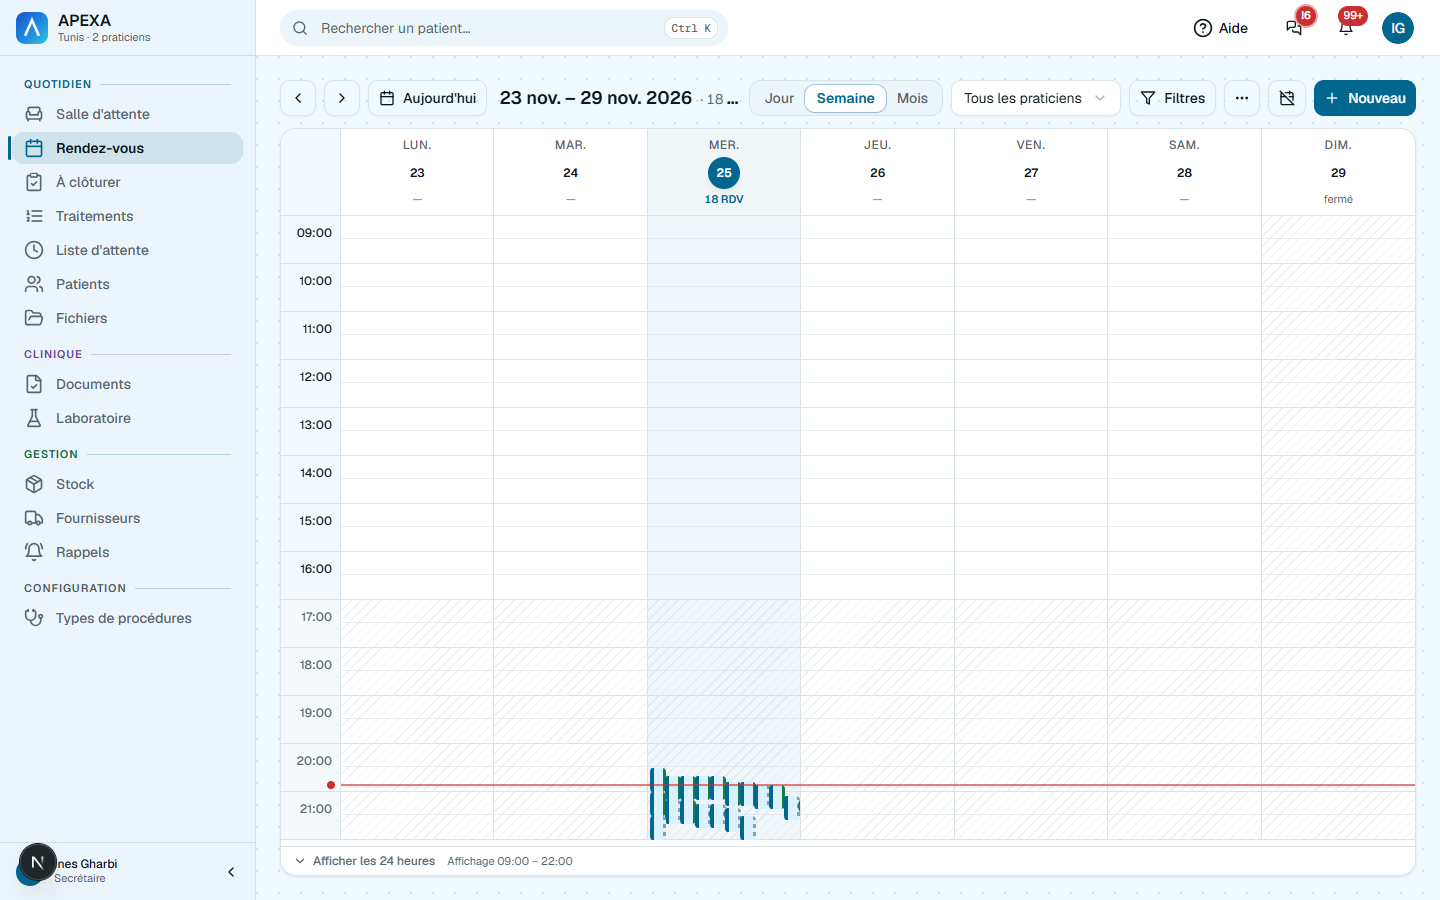 APEXA
Tunis · 2 praticiens
Rechercher un patient…
Ctrl K
Aide
16
99+
IG
QUOTIDIEN
Salle d'attente
Rendez-vous
À clôturer
Traitements
Liste d'attente
Patients
Fichiers
CLINIQUE
Documents
Laboratoire
GESTION
Stock
Fournisseurs
Rappels
CONFIGURATION
Types de procédures
N
nes Gharbi
Secrétaire
Aujourd'hui
23 nov. – 29 nov. 2026 · 18 ...
Jour
Semaine
Mois
Tous les praticiens
Filtres
Nouveau
LUN. MAR. MER. JEU. VEN. SAM. DIM.
23 24 25 26 27 28 29
— — 18 RDV — — — fermé
09:00
10:00
11:00
12:00
13:00
14:00
15:00
16:00
17:00
18:00
19:00
20:00
21:00
Afficher les 24 heures Affichage 09:00 – 22:00